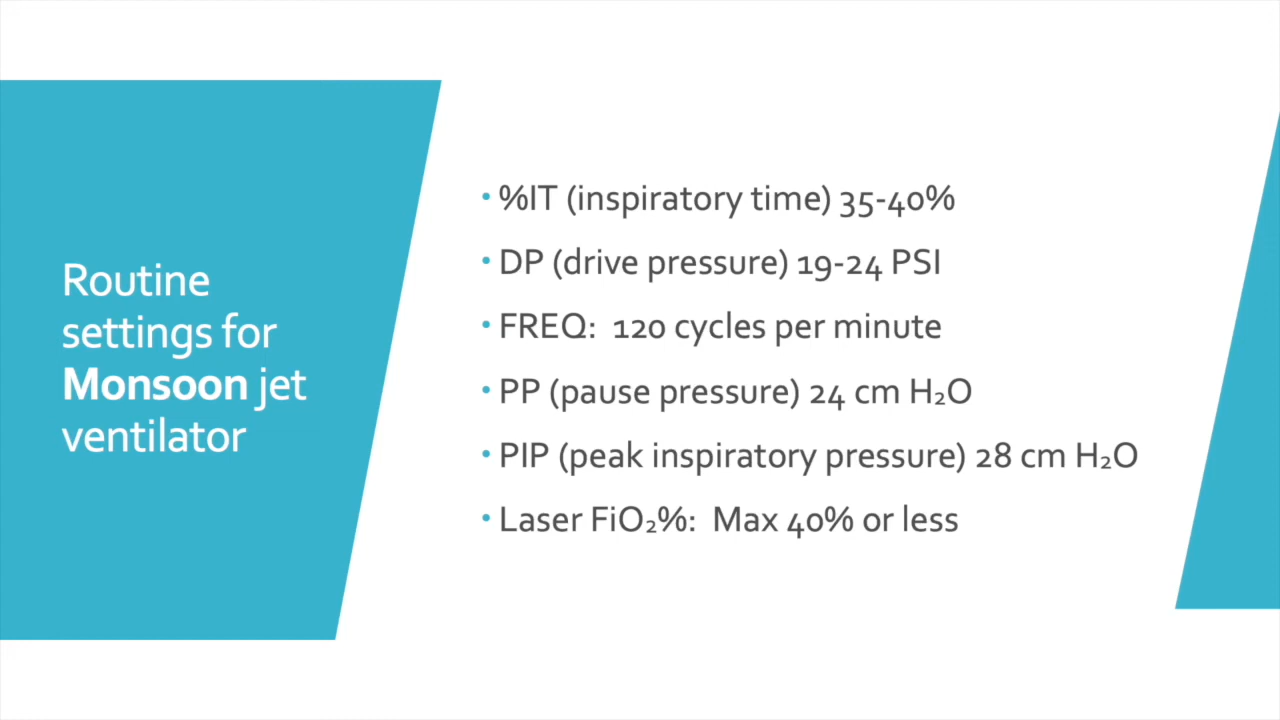 Routine
settings for
Monsoon jet
ventilator
• %IT (inspiratory time) 35-40%
• DP (drive pressure) 19-24 PSI
• FREQ:  120 cycles per minute
• PP (pause pressure) 24 cm H₂O
• PIP (peak inspiratory pressure) 28 cm H₂O
• Laser FiO₂%:  Max 40% or less